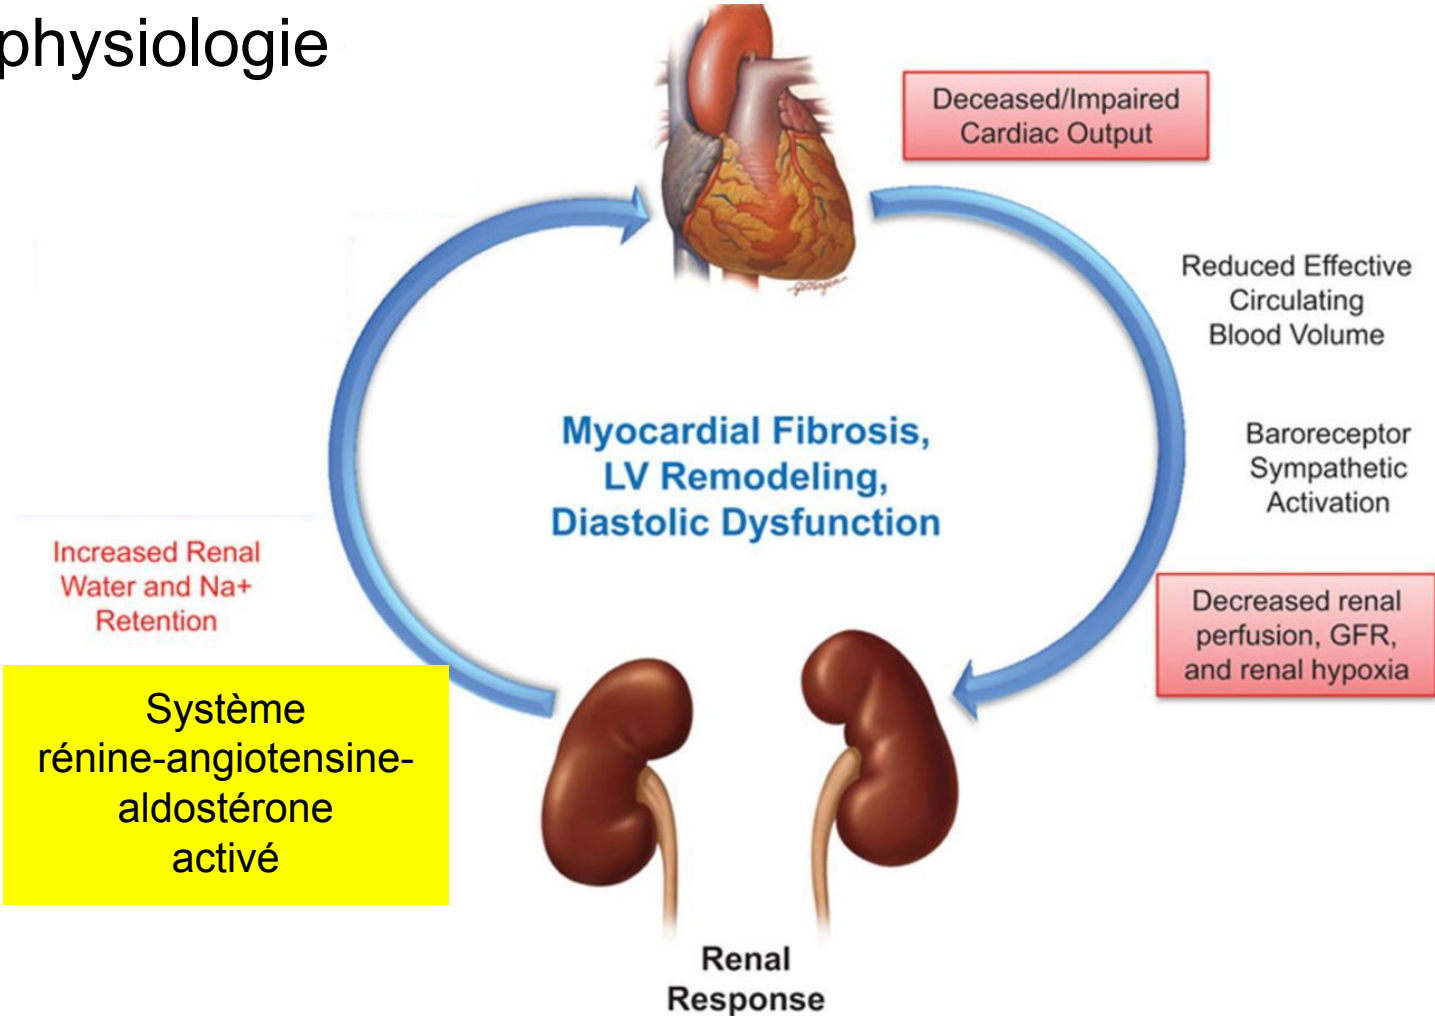 physiologie
Deceased/Impaired
Cardiac Output
Reduced Effective
Circulating
Blood Volume
Baroreceptor
Sympathetic
Activation
Decreased renal
perfusion, GFR,
and renal hypoxia
Myocardial Fibrosis,
LV Remodeling,
Diastolic Dysfunction
Increased Renal
Water and Na+
Retention
Système
rénine-angiotensine-
aldostérone
activé
Renal
Response